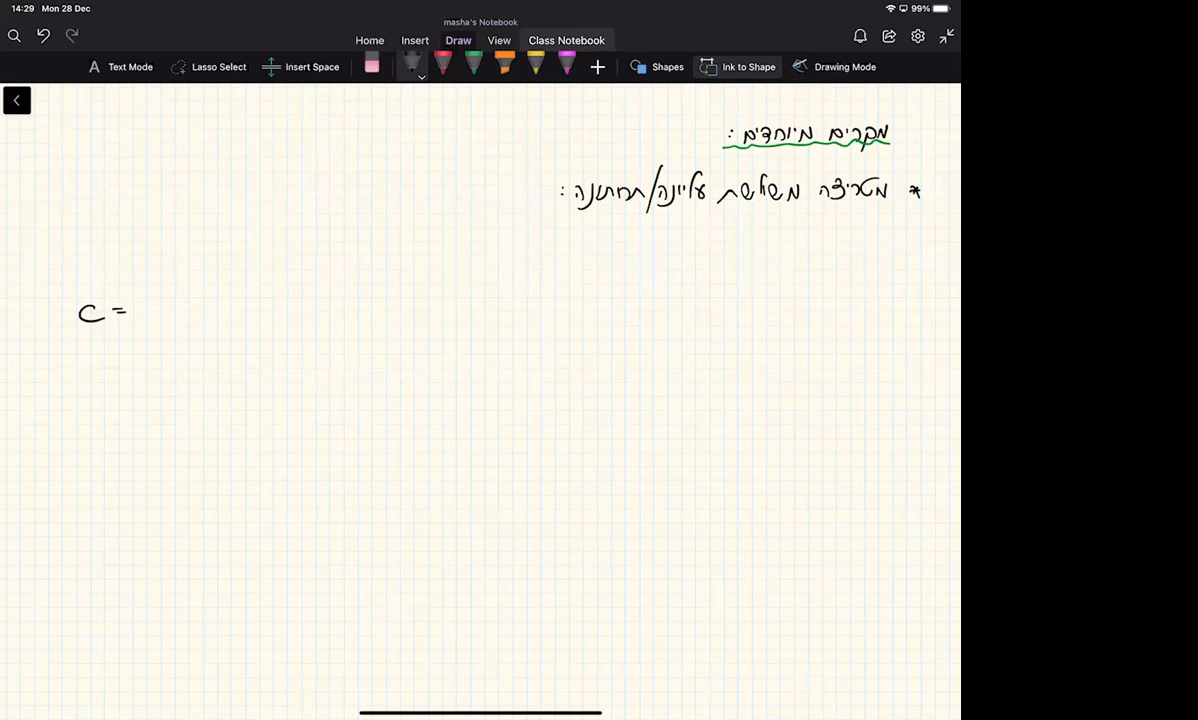 14:29 Mon 28 Dec
99%
masha's Notebook
Home Insert Draw View Class Notebook
Text Mode Lasso Select Insert Space Shapes Ink to Shape Drawing Mode
מקרים מיוחדים :
* מטריצה משולשת עליונה/תחתונה :
C =